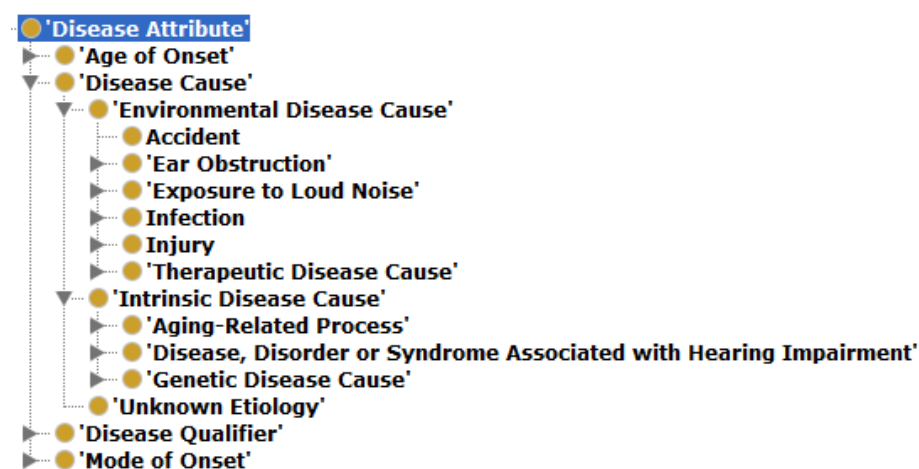 'Disease Attribute'
'Age of Onset'
'Disease Cause'
'Environmental Disease Cause'
Accident
'Ear Obstruction'
'Exposure to Loud Noise'
Infection
Injury
'Therapeutic Disease Cause'
'Intrinsic Disease Cause'
'Aging-Related Process'
'Disease, Disorder or Syndrome Associated with Hearing Impairment'
'Genetic Disease Cause'
'Unknown Etiology'
'Disease Qualifier'
'Mode of Onset'